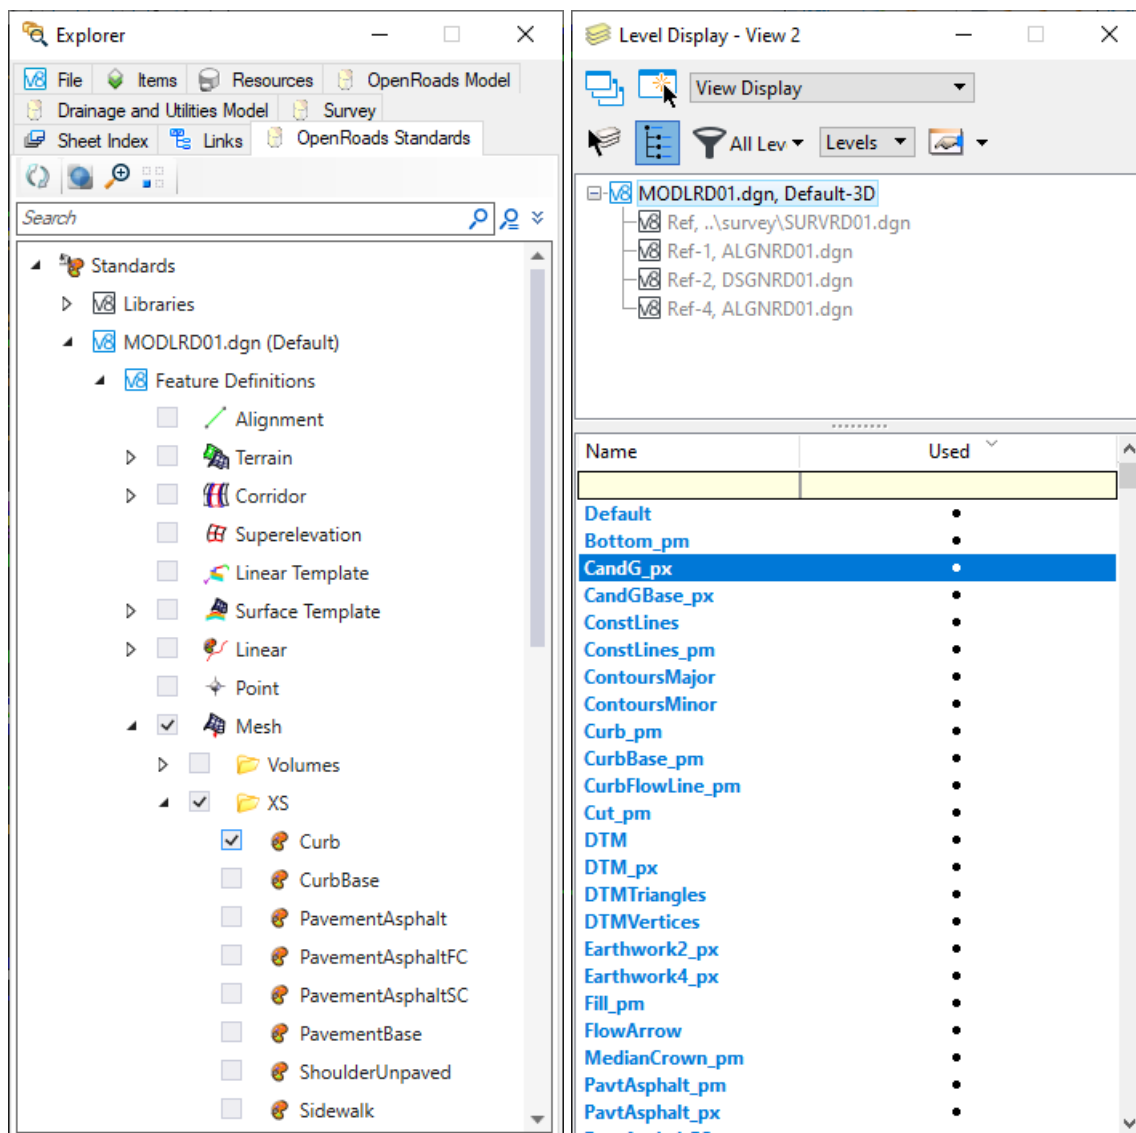 Explorer
File Items Resources OpenRoads Model
Drainage and Utilities Model Survey
Sheet Index Links OpenRoads Standards
Search
Standards
Libraries
MODLRD01.dgn (Default)
Feature Definitions
Alignment
Terrain
Corridor
Superelevation
Linear Template
Surface Template
Linear
Point
Mesh
Volumes
XS
Curb
CurbBase
PavementAsphalt
PavementAsphaltFC
PavementAsphaltSC
PavementBase
ShoulderUnpaved
Sidewalk
Level Display - View 2
View Display
All Lev Levels
MODLRD01.dgn, Default-3D
Ref, ..\survey\SURVRD01.dgn
Ref-1, ALGNRD01.dgn
Ref-2, DSGNRD01.dgn
Ref-4, ALGNRD01.dgn
Name Used
Default
Bottom_pm
CandG_px
CandGBase_px
ConstLines
ConstLines_pm
ContoursMajor
ContoursMinor
Curb_pm
CurbBase_pm
CurbFlowLine_pm
Cut_pm
DTM
DTM_px
DTMTriangles
DTMVertices
Earthwork2_px
Earthwork4_px
Fill_pm
FlowArrow
MedianCrown_pm
PavtAsphalt_pm
PavtAsphalt_px